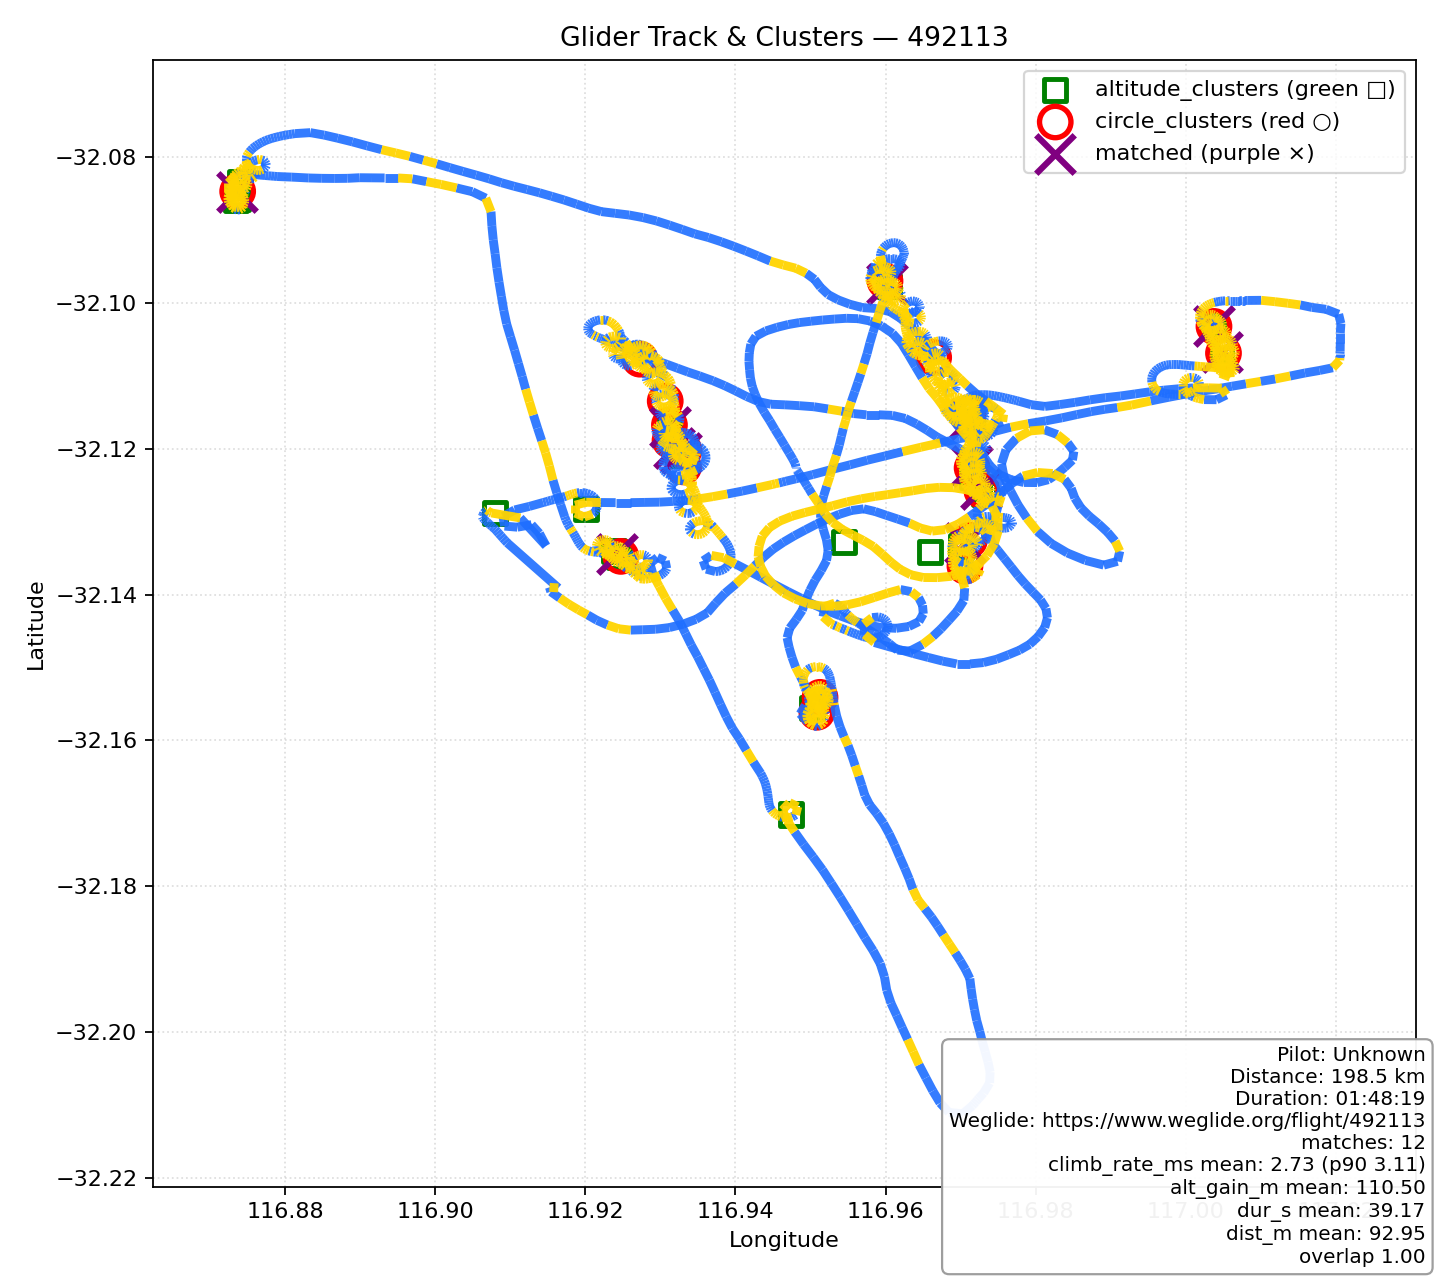 Glider Track & Clusters — 492113
altitude_clusters (green □)
circle_clusters (red ○)
matched (purple ×)
Latitude
−32.08
−32.10
−32.12
−32.14
−32.16
−32.18
−32.20
−32.22
116.88
116.90
116.92
116.94
116.96
116.98
117.00
Longitude
Pilot: Unknown
Distance: 198.5 km
Duration: 01:48:19
Weglide: https://www.weglide.org/flight/492113
matches: 12
climb_rate_ms mean: 2.73 (p90 3.11)
alt_gain_m mean: 110.50
dur_s mean: 39.17
dist_m mean: 92.95
overlap 1.00